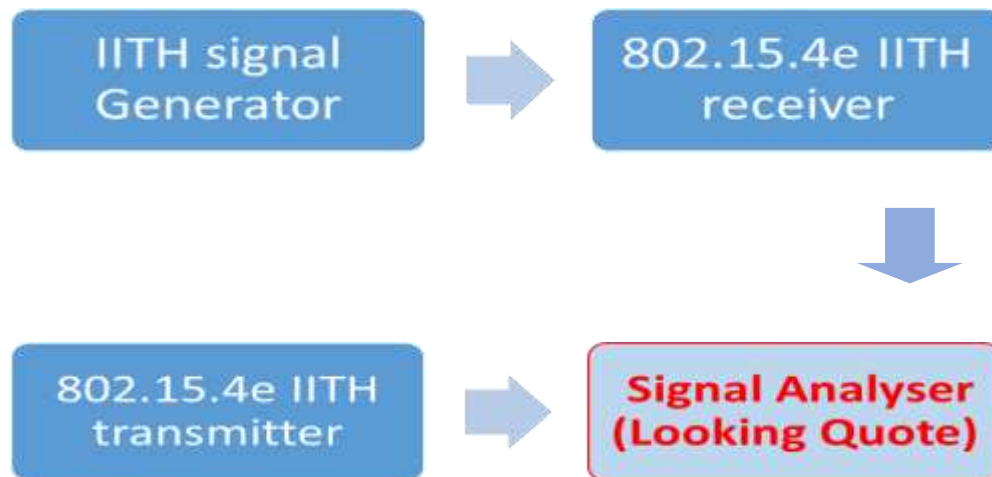 IITH signal
Generator
802.15.4e IITH
receiver
802.15.4e IITH
transmitter
Signal Analyser
(Looking Quote)